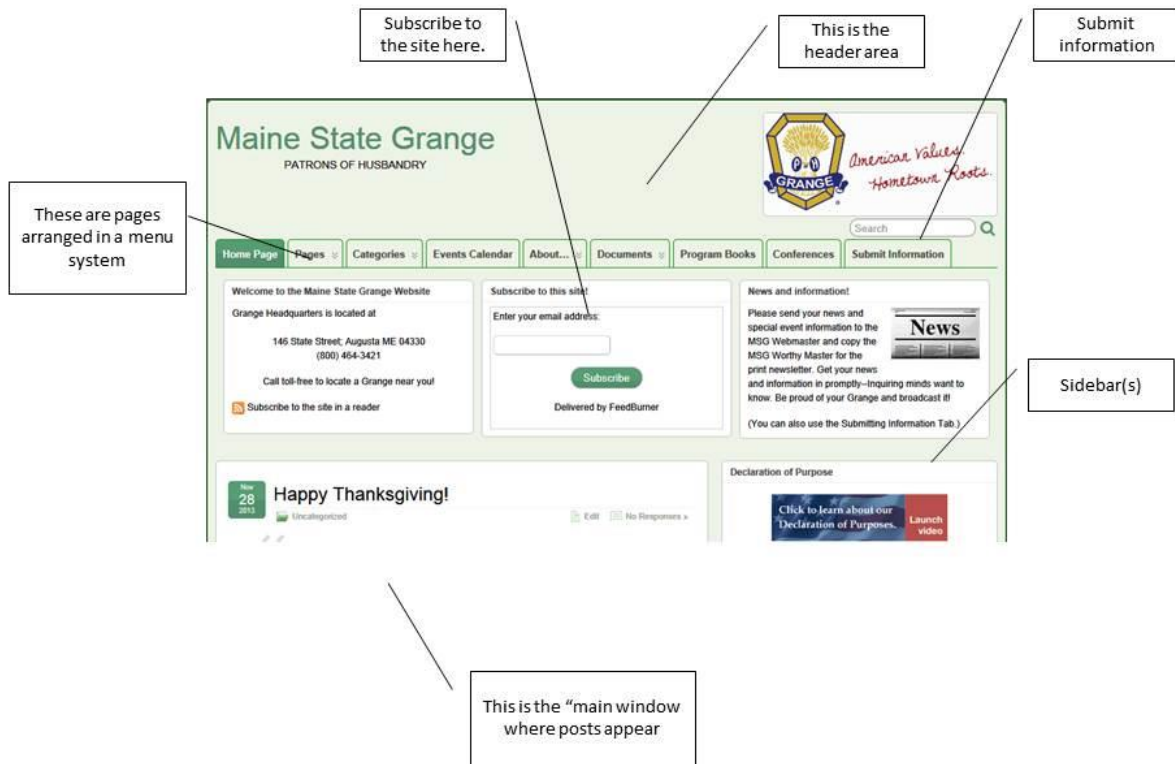 Subscribe to
the site here.
This is the
header area
Submit
information
Maine State Grange
PATRONS OF HUSBANDRY
P H
GRANGE
®
American Values.
Hometown Roots.
Search
These are pages
arranged in a menu
system
Home Page
Pages
Categories
Events Calendar
About...
Documents
Program Books
Conferences
Submit Information
Welcome to the Maine State Grange Website
Grange Headquarters is located at
146 State Street; Augusta ME 04330
(800) 464-3421
Call toll-free to locate a Grange near you!
Subscribe to the site in a reader
Subscribe to this site!
Enter your email address:
Subscribe
Delivered by FeedBurner
News and information!
Please send your news and
special event information to the
MSG Webmaster and copy the
MSG Worthy Master for the
print newsletter. Get your news
and information in promptly--Inquiring minds want to
know. Be proud of your Grange and broadcast it!
(You can also use the Submitting Information Tab.)
News
Sidebar(s)
Nov
28
2013
Happy Thanksgiving!
Uncategorized
Edit
No Responses »
Declaration of Purpose
Click to learn about our
Declaration of Purposes.
Launch
video
This is the “main window
where posts appear